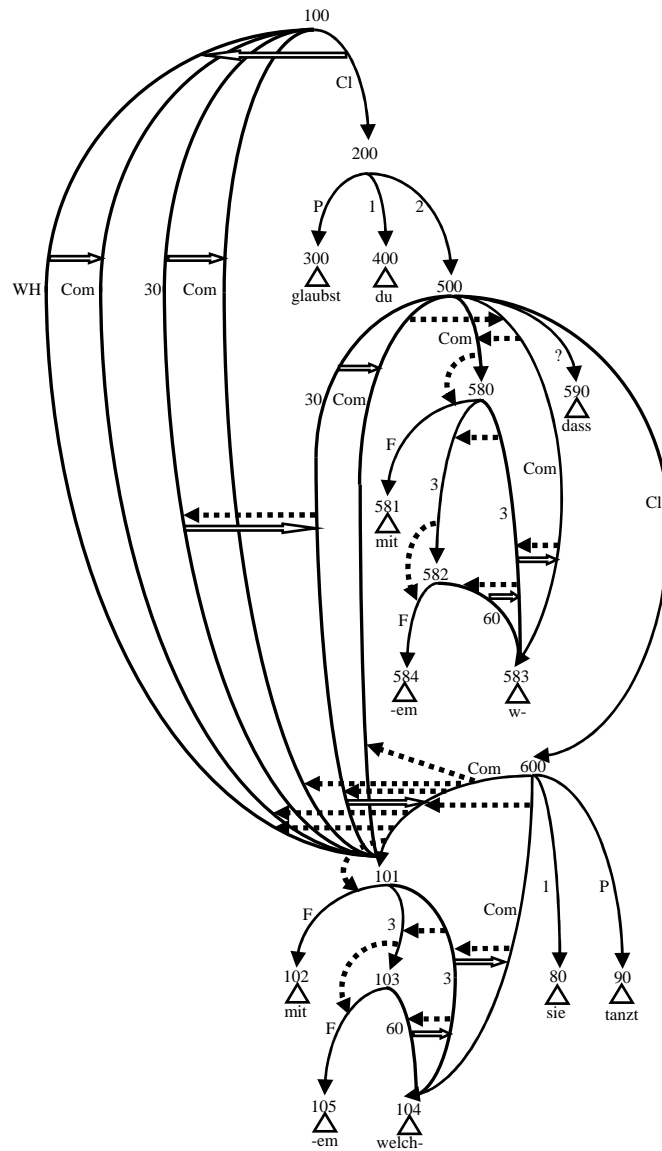 100
Cl
200
P 1 2
300 400 500
glaubst du
WH Com 30 Com
Com ?
580 590
dass
30 Com
F Com
581 3 3 Cl
mit
582
F 60
584 583
-em w-
Com 600
101
F 3 Com 1 P
102 103 3 80 90
mit sie tanzt
F 60
105 104
-em welch-